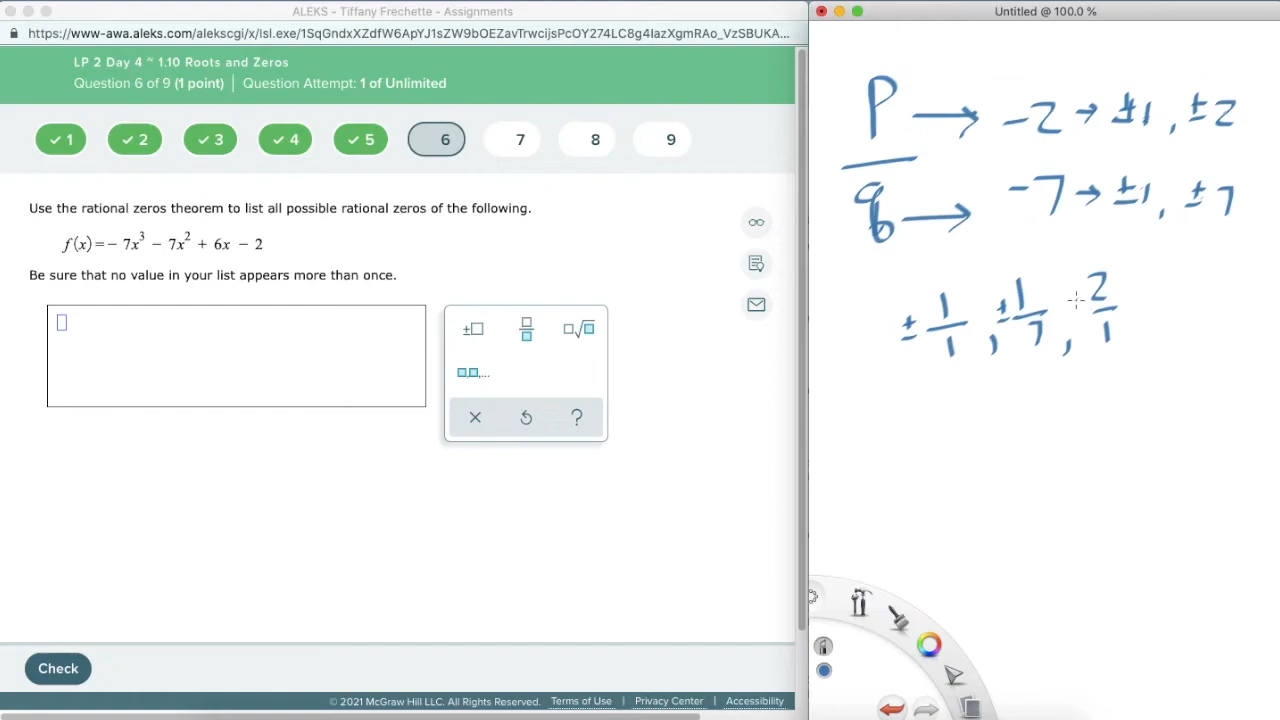 ALEKS - Tiffany Frechette - Assignments
https://www-awa.aleks.com/alekscgi/x/Isl.exe/1SqGndxXZdfW6ApYJ1sZW9bOEZavTrwcijsPcOY274LC8g4IazXgmRAo_VzSBUKA...
LP 2 Day 4 ~ 1.10 Roots and Zeros
Question 6 of 9 (1 point) | Question Attempt: 1 of Unlimited
✓ 1 ✓ 2 ✓ 3 ✓ 4 ✓ 5 6 7 8 9
Use the rational zeros theorem to list all possible rational zeros of the following.
f(x) = − 7x³ − 7x² + 6x − 2
Be sure that no value in your list appears more than once.
±□ □/□ □√□
□,□,...
× ↺ ?
Check
© 2021 McGraw Hill LLC. All Rights Reserved. Terms of Use | Privacy Center | Accessibility
Untitled @ 100.0 %
P → -2 → ±1, ±2
q → -7 → ±1, ±7
± 1/1, ± 1/7, 2/1